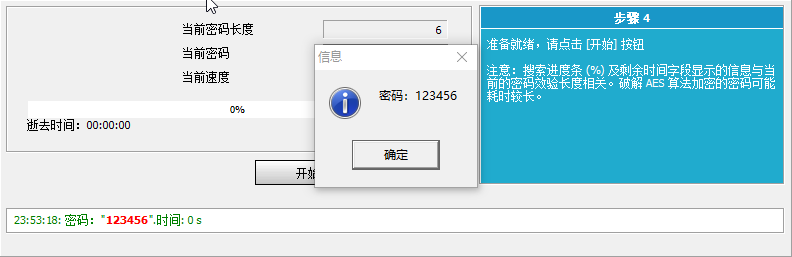 当前密码长度
6
当前密码
当前速度
0%
逝去时间：00:00:00
开始
信息
密码：123456
确定
步骤 4
准备就绪，请点击 [开始] 按钮
注意：搜索进度条 (%) 及剩余时间字段显示的信息与当
前的密码效验长度相关。破解 AES 算法加密的密码可能
耗时较长。
23:53:18: 密码："123456".时间: 0 s